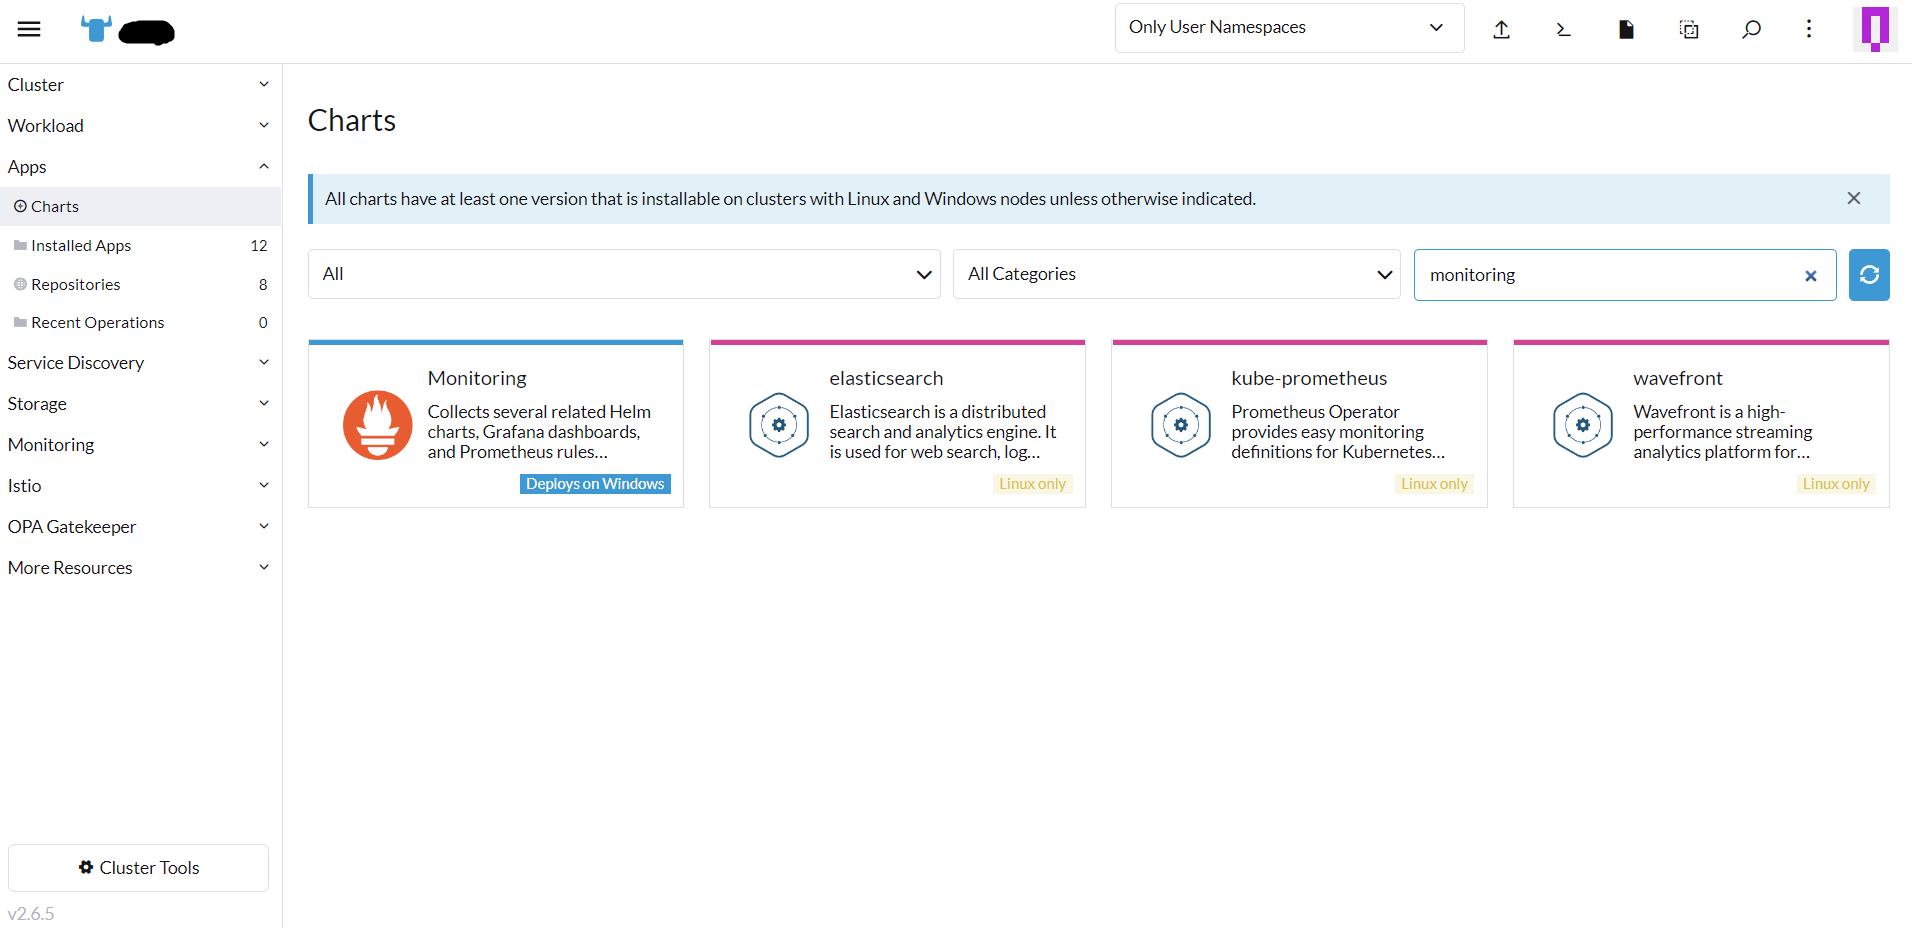 Only User Namespaces
Cluster
Workload
Apps
Charts
Installed Apps 12
Repositories 8
Recent Operations 0
Service Discovery
Storage
Monitoring
Istio
OPA Gatekeeper
More Resources
Cluster Tools
v2.6.5
Charts
All charts have at least one version that is installable on clusters with Linux and Windows nodes unless otherwise indicated.
All
All Categories
monitoring
Monitoring
Collects several related Helm
charts, Grafana dashboards,
and Prometheus rules...
Deploys on Windows
elasticsearch
Elasticsearch is a distributed
search and analytics engine. It
is used for web search, log...
Linux only
kube-prometheus
Prometheus Operator
provides easy monitoring
definitions for Kubernetes...
Linux only
wavefront
Wavefront is a high-
performance streaming
analytics platform for...
Linux only